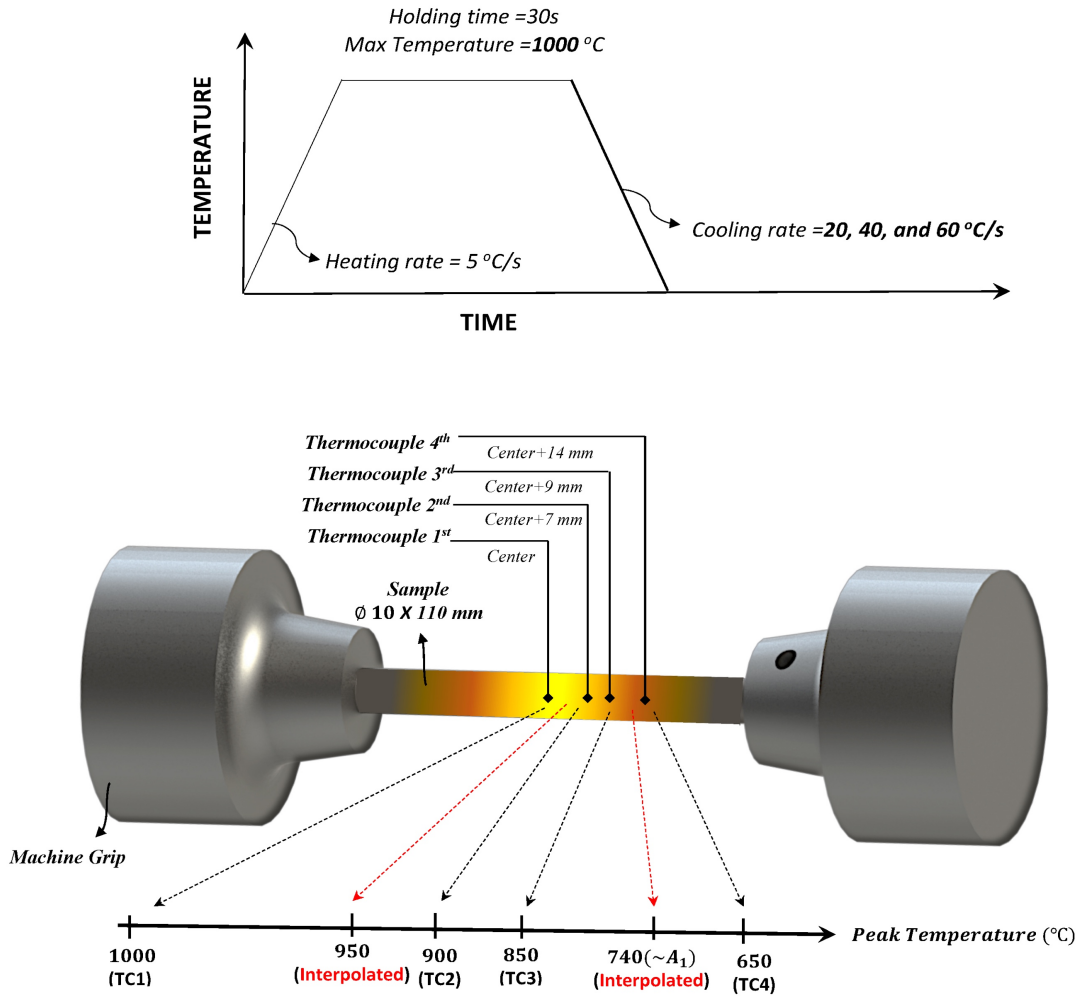 Holding time =30s
Max Temperature =1000 °C
TEMPERATURE
Cooling rate =20, 40, and 60 °C/s
Heating rate = 5 °C/s
TIME
Thermocouple 4th
Center+14 mm
Thermocouple 3rd
Center+9 mm
Thermocouple 2nd
Center+7 mm
Thermocouple 1st
Center
Sample
∅ 10 X 110 mm
Machine Grip
Peak Temperature (°C)
1000
(TC1)
950
(Interpolated)
900
(TC2)
850
(TC3)
740(~A₁)
(Interpolated)
650
(TC4)